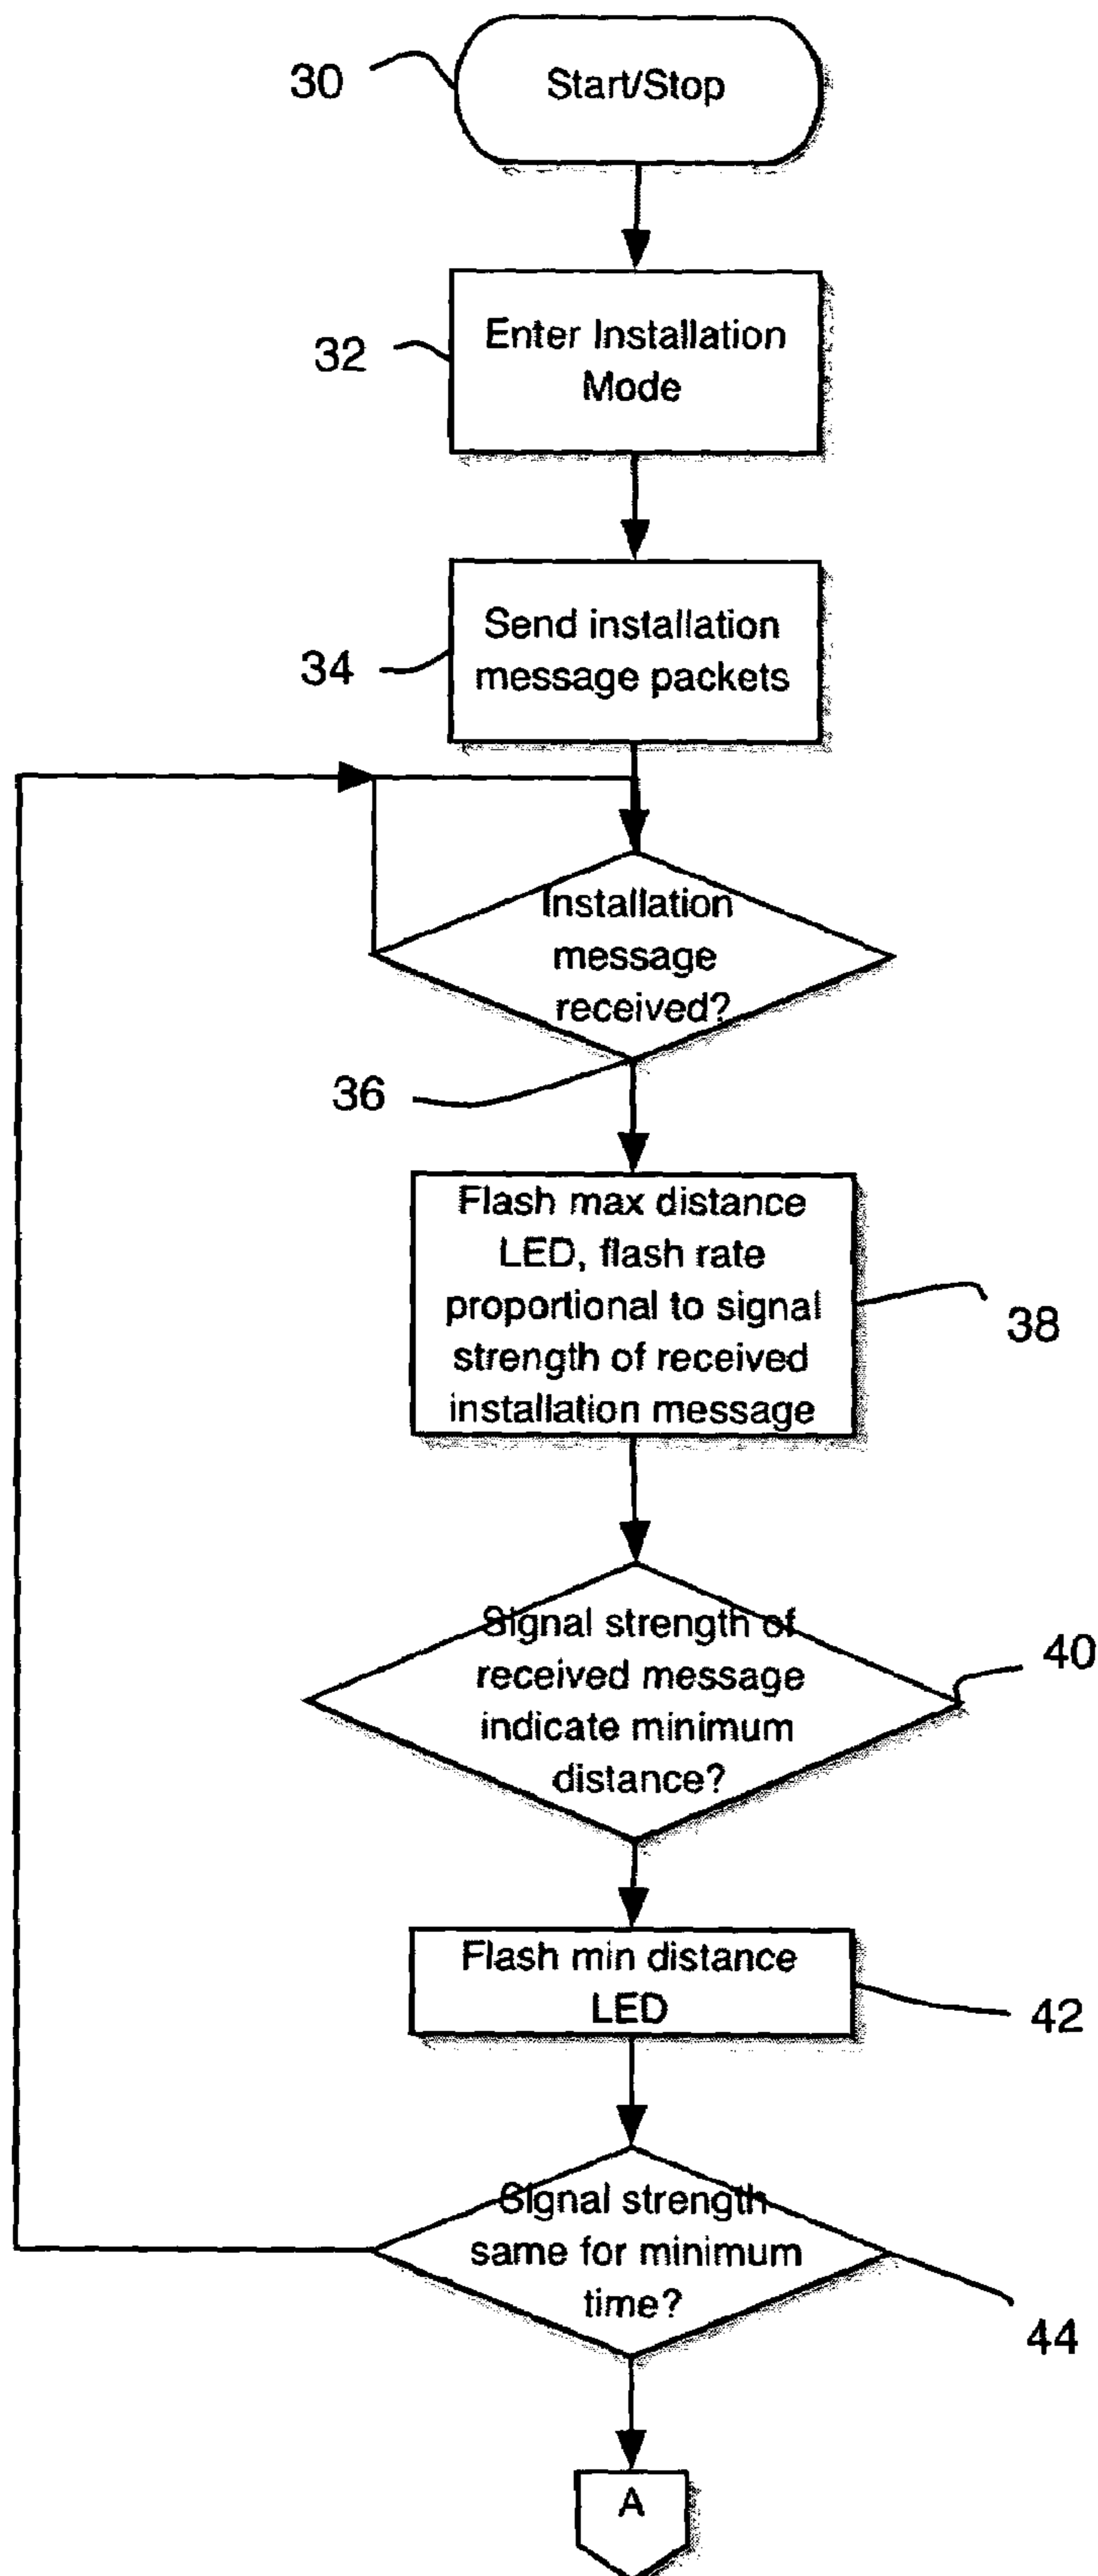 30
Start/Stop
32
Enter Installation
Mode
34
Send installation
message packets
Installation
message
received?
36
Flash max distance
LED, flash rate
proportional to signal
strength of received
installation message
38
Signal strength of
received message
indicate minimum
distance?
40
Flash min distance
LED
42
Signal strength
same for minimum
time?
44
A